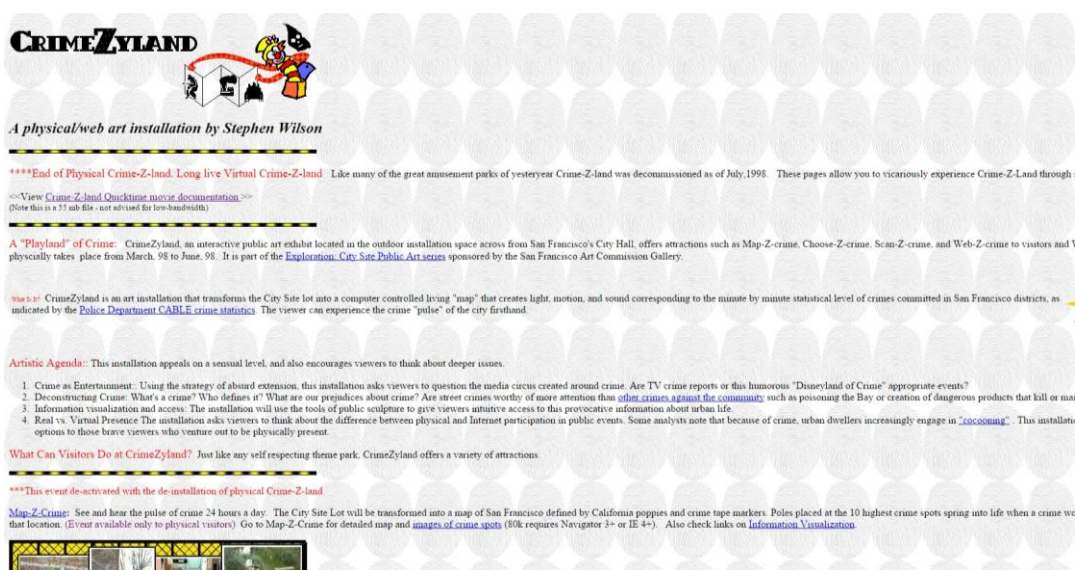 CRIMEZYLAND
A physical/web art installation by Stephen Wilson
****End of Physical Crime-Z-land. Long live Virtual Crime-Z-land Like many of the great amusement parks of yesteryear Crime-Z-land was decommissioned as of July,1998. These pages allow you to vicariously experience Crime-Z-Land through
<<View Crime-Z-land Quicktime movie documentation >>
(Note this is a 55 mb file - not advised for low-bandwidth)
A "Playland" of Crime: CrimeZyland, an interactive public art exhibit located in the outdoor installation space across from San Francisco's City Hall, offers attractions such as Map-Z-crime, Choose-Z-crime, Scan-Z-crime, and Web-Z-crime to visitors and
physcially takes place from March, 98 to June, 98. It is part of the Exploration: City Site Public Art series sponsored by the San Francisco Art Commission Gallery.
What Is It? CrimeZyland is an art installation that transforms the City Site lot into a computer controlled living "map" that creates light, motion, and sound corresponding to the minute by minute statistical level of crimes committed in San Francisco districts, as
indicated by the Police Department CABLE crime statistics. The viewer can experience the crime "pulse" of the city firsthand.
Artistic Agenda:: This installation appeals on a sensual level, and also encourages viewers to think about deeper issues.
1. Crime as Entertainment:: Using the strategy of absurd extension, this installation asks viewers to question the media circus created around crime. Are TV crime reports or this humorous "Disneyland of Crime" appropriate events?
2. Deconstructing Crime: What's a crime? Who defines it? What are our prejudices about crime? Are street crimes worthy of more attention than other crimes against the community such as poisoning the Bay or creation of dangerous products that kill or
3. Information visualization and access: The installation will use the tools of public sculpture to give viewers intuitive access to this provocative information about urban life.
4. Real vs. Virtual Presence The installation asks viewers to think about the difference between physical and Internet participation in public events. Some analysts note that because of crime, urban dwellers increasingly engage in "cocooning" . This
options to those brave viewers who venture out to be physically present.
What Can Visitors Do at CrimeZyland? Just like any self respecting theme park, CrimeZyland offers a variety of attractions.
***This event de-activated with the de-installation of physical Crime-Z-land
Map-Z-Crime: See and hear the pulse of crime 24 hours a day. The City Site Lot will be transformed into a map of San Francisco defined by California poppies and crime tape markers. Poles placed at the 10 highest crime spots spring into life when a crime
that location. (Event available only to physical visitors) Go to Map-Z-Crime for detailed map and images of crime spots (80k requires Navigator 3+ or IE 4+). Also check links on Information Visualization.